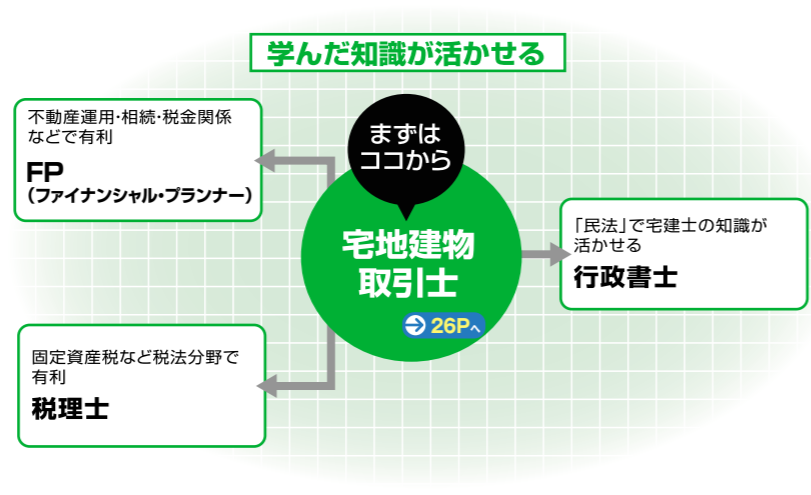 学んだ知識が活かせる
不動産運用・相続・税金関係
などで有利
FP
（ファイナンシャル・プランナー）
まずは
ココから
宅地建物
取引士
26Pへ
「民法」で宅建士の知識が
活かせる
行政書士
固定資産税など税法分野で
有利
税理士